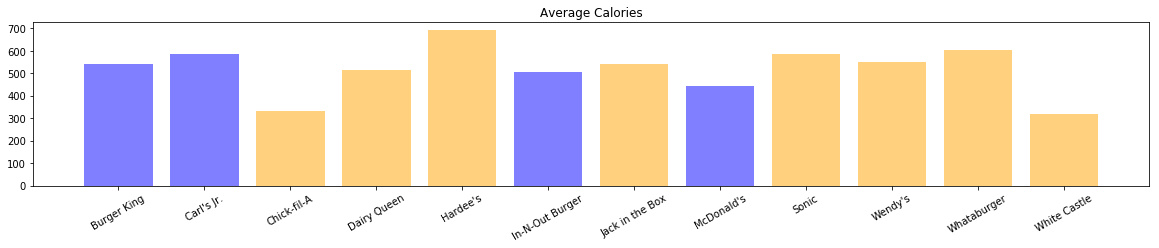 Average Calories
700
600
500
400
300
200
100
0
Burger King
Carl's Jr.
Chick-fil-A
Dairy Queen
Hardee's
In-N-Out Burger
Jack in the Box
McDonald's
Sonic
Wendy's
Whataburger
White Castle